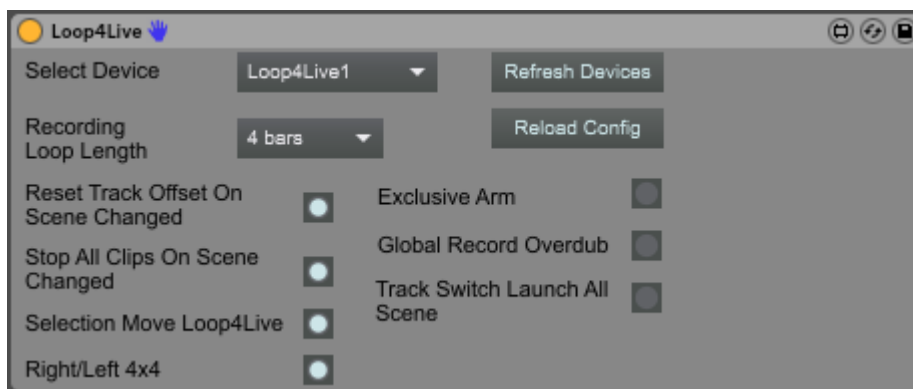 Loop4Live
Select Device
Loop4Live1
Refresh Devices
Recording
Loop Length
4 bars
Reload Config
Reset Track Offset On
Scene Changed
Exclusive Arm
Stop All Clips On Scene
Changed
Global Record Overdub
Selection Move Loop4Live
Track Switch Launch All
Scene
Right/Left 4x4